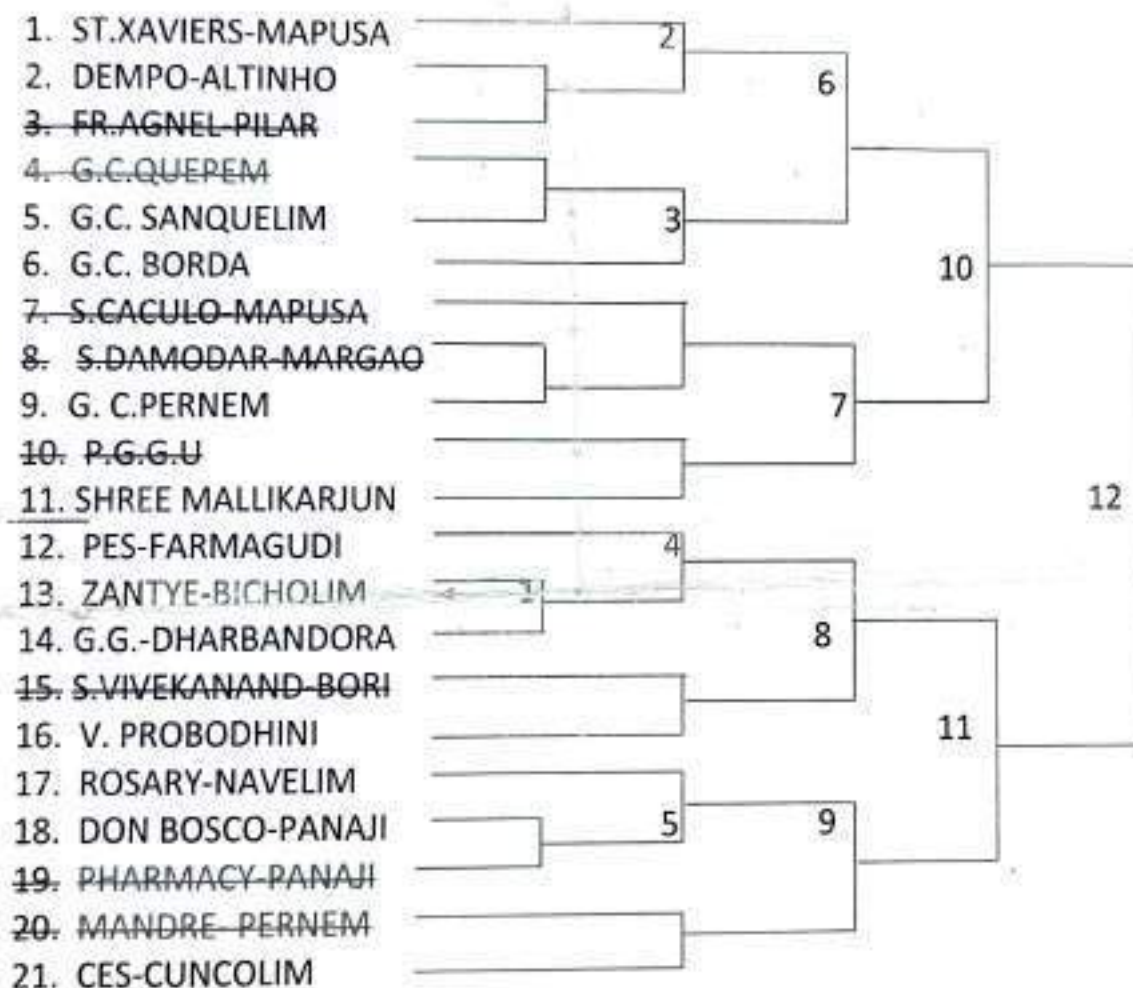 1. ST.XAVIERS-MAPUSA
2. DEMPO-ALTINHO
3. FR.AGNEL-PILAR
4. G.C.QUEPEM
5. G.C. SANQUELIM
6. G.C. BORDA
7. S.CACULO-MAPUSA
8. S.DAMODAR-MARGAO
9. G. C.PERNEM
10. P.G.G.U
11. SHREE MALLIKARJUN
12. PES-FARMAGUDI
13. ZANTYE-BICHOLIM
14. G.G.-DHARBANDORA
15. S.VIVEKANAND-BORI
16. V. PROBODHINI
17. ROSARY-NAVELIM
18. DON BOSCO-PANAJI
19. PHARMACY-PANAJI
20. MANDRE- PERNEM
21. CES-CUNCOLIM
2
3
4
1
5
6
7
8
9
10
11
12